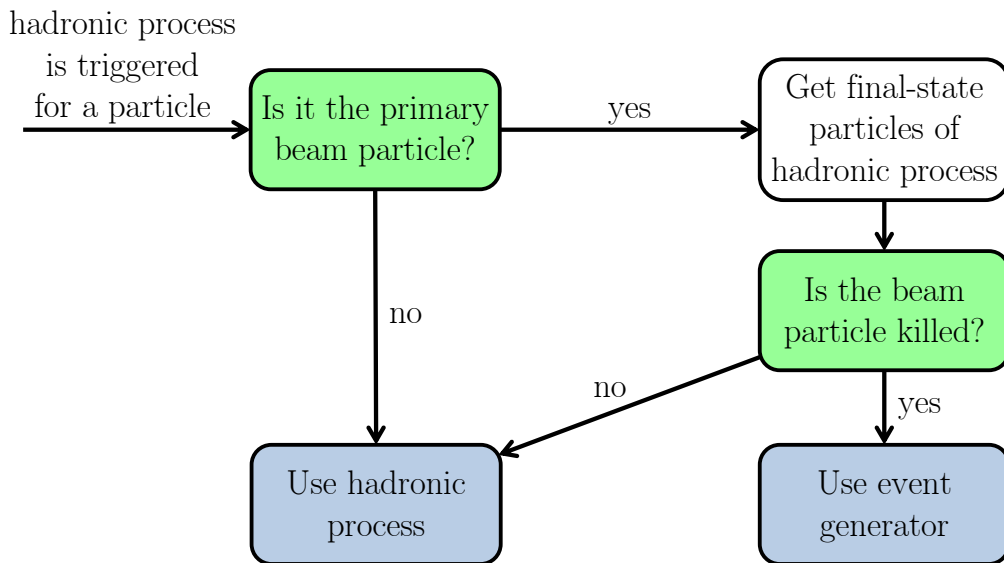 hadronic process
is triggered
for a particle
Is it the primary
beam particle?
yes
Get final-state
particles of
hadronic process
no
Is the beam
particle killed?
no
yes
Use hadronic
process
Use event
generator